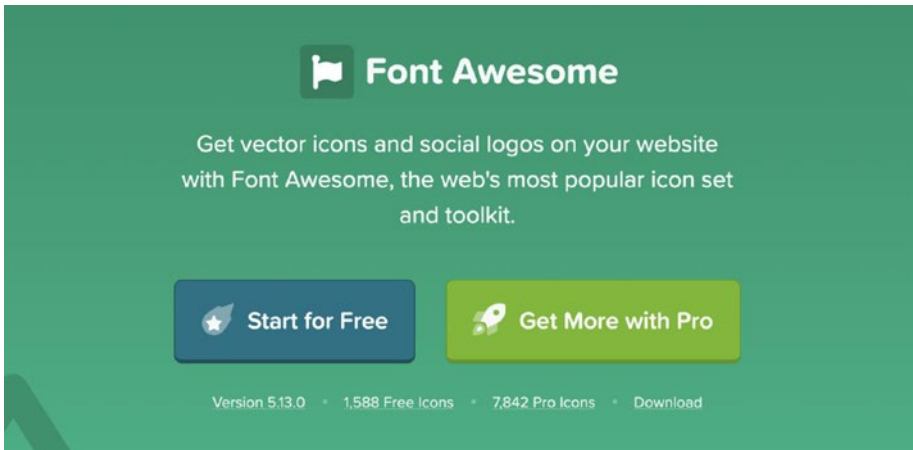 Font Awesome
Get vector icons and social logos on your website
with Font Awesome, the web's most popular icon set
and toolkit.
Start for Free
Get More with Pro
Version 5.13.0 • 1,588 Free Icons • 7,842 Pro Icons • Download